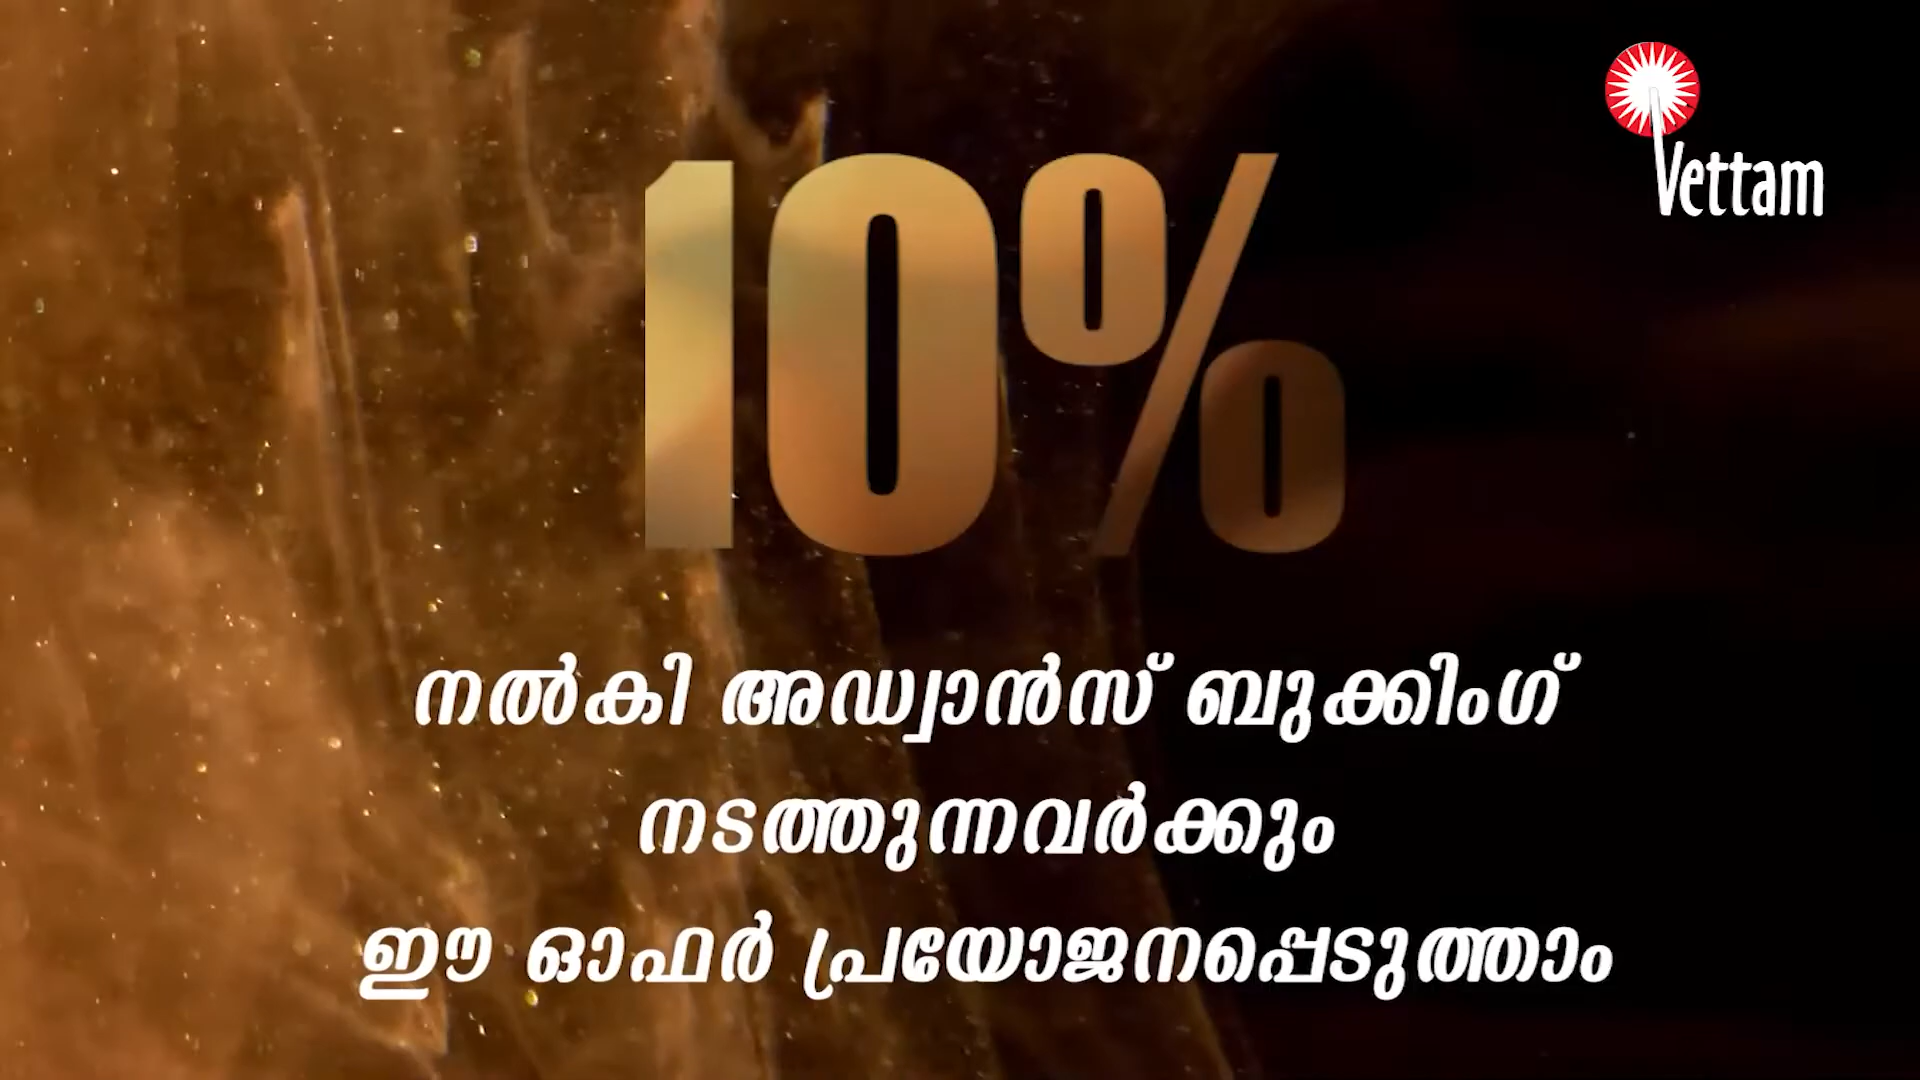 Vettam
10%
നൽകി അഡ്വാൻസ് ബുക്കിംഗ്
നടത്തുന്നവർക്കും
ഈ ഓഫർ പ്രയോജനപ്പെടുത്താം